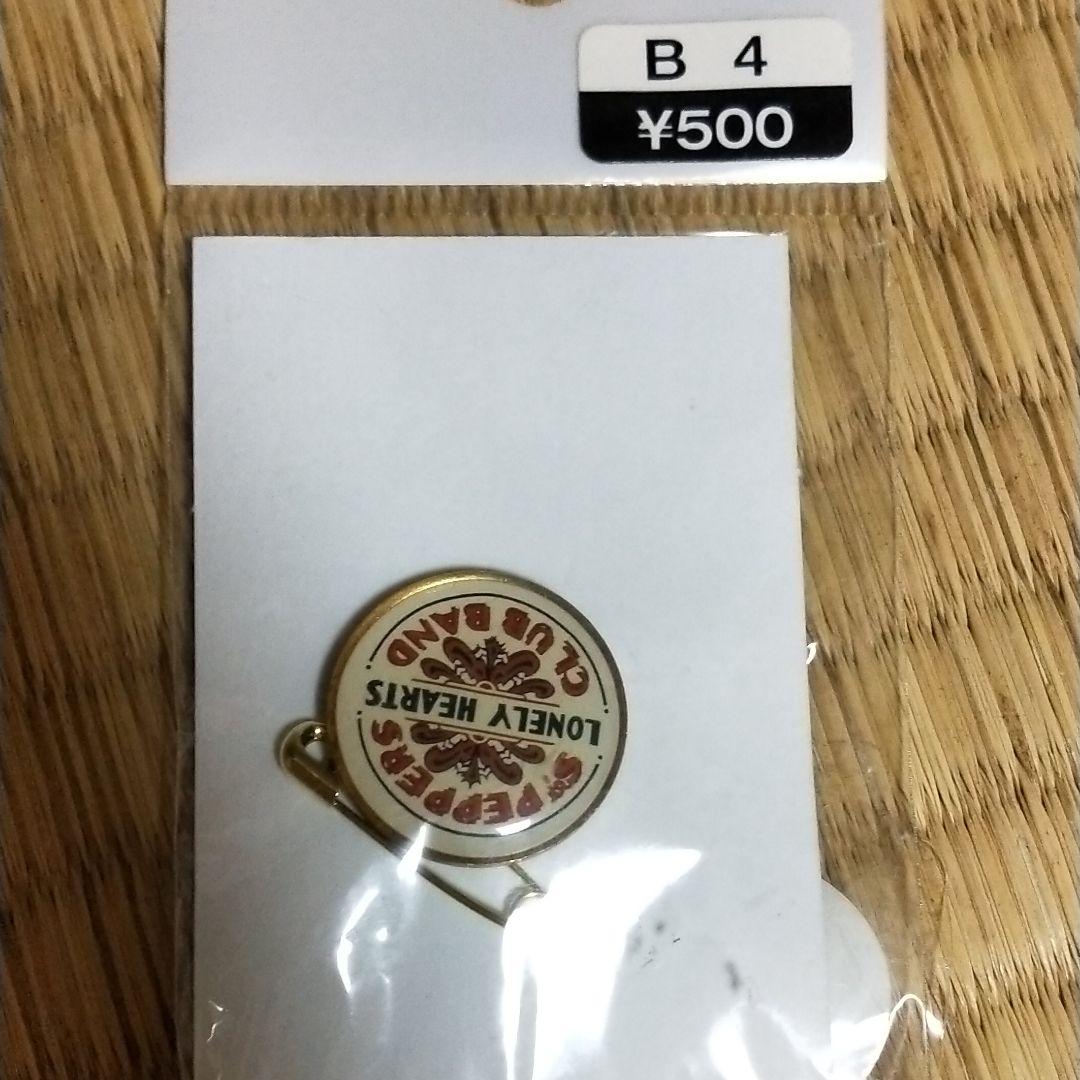 B 4
¥500
Sgt PEPPERS
LONELY HEARTS
CLUB BAND